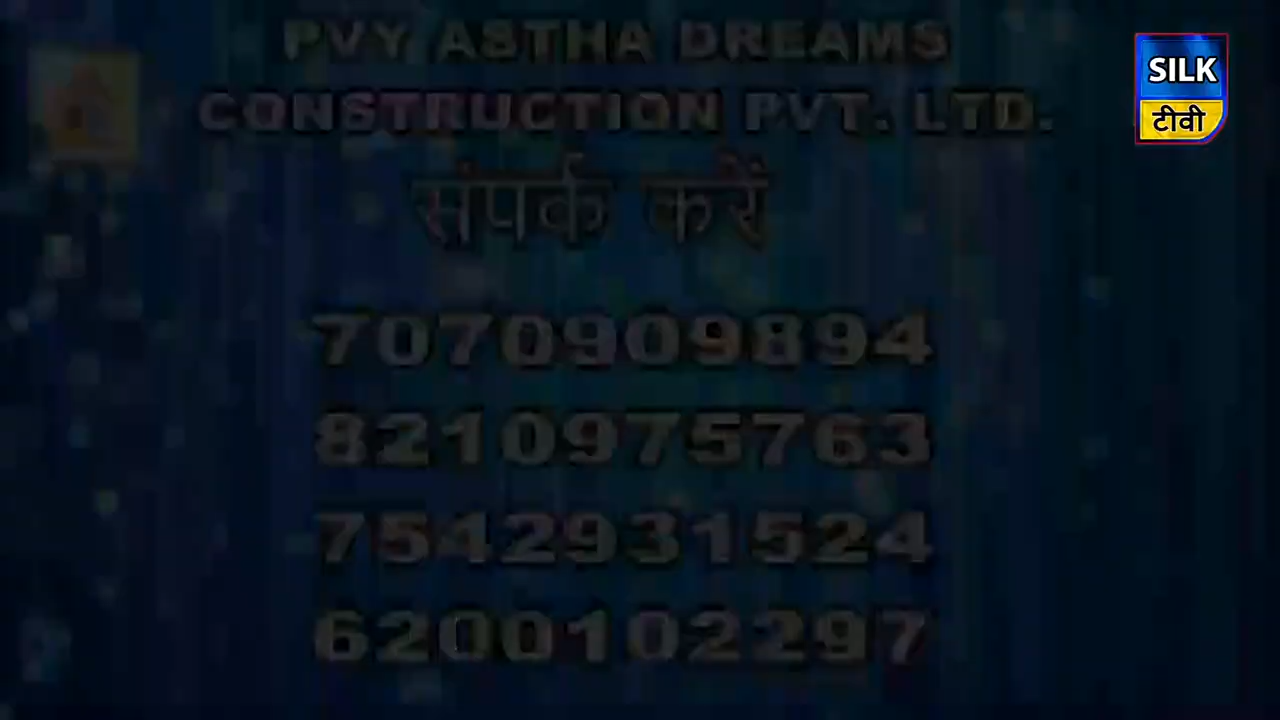 PVY ASTHA DREAMS
CONSTRUCTION PVT. LTD.
संपर्क करें
7070909894
8210975763
7542931524
6200102297
SILK
टीवी